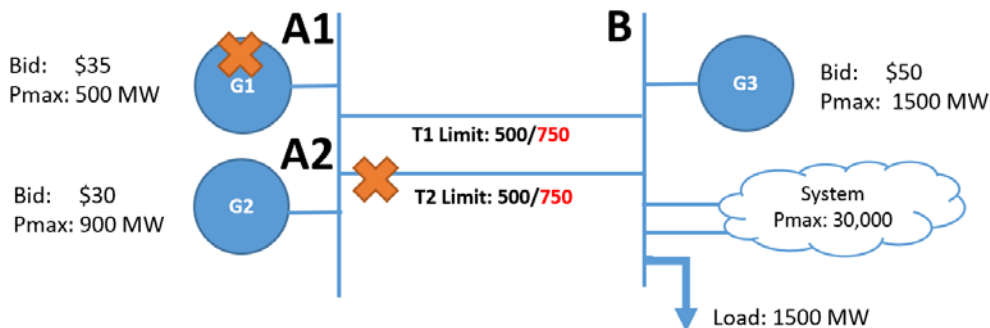 A1
B
Bid: $35
Pmax: 500 MW
G1
G3
Bid: $50
Pmax: 1500 MW
T1 Limit: 500/750
A2
T2 Limit: 500/750
Bid: $30
Pmax: 900 MW
G2
System
Pmax: 30,000
Load: 1500 MW